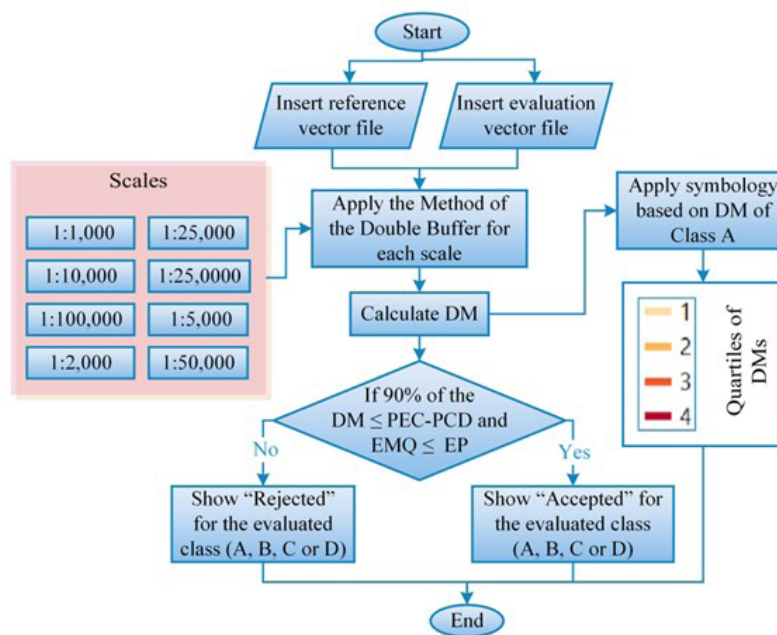 Start
Insert reference
vector file
Insert evaluation
vector file
Scales
1:1,000
1:25,000
1:10,000
1:25,0000
1:100,000
1:5,000
1:2,000
1:50,000
Apply the Method of
the Double Buffer for
each scale
Apply symbology
based on DM of
Class A
Calculate DM
1
2
3
4
Quartiles of
DMs
If 90% of the
DM ≤ PEC-PCD and
EMQ ≤ EP
No
Yes
Show “Rejected”
for the evaluated
class (A, B, C or D)
Show “Accepted” for
the evaluated class
(A, B, C or D)
End